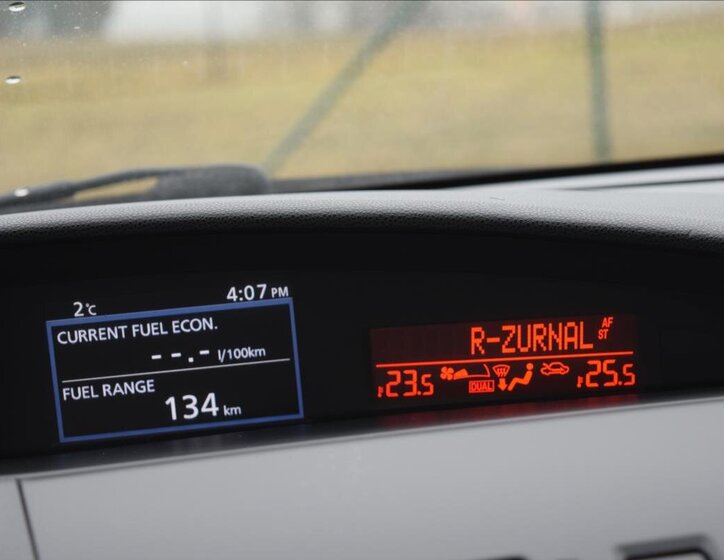 2°C 4:07 PM
CURRENT FUEL ECON.
--.- l/100km
FUEL RANGE
134 km
R-ZURNAL AF
ST
23.5 DUAL 25.5